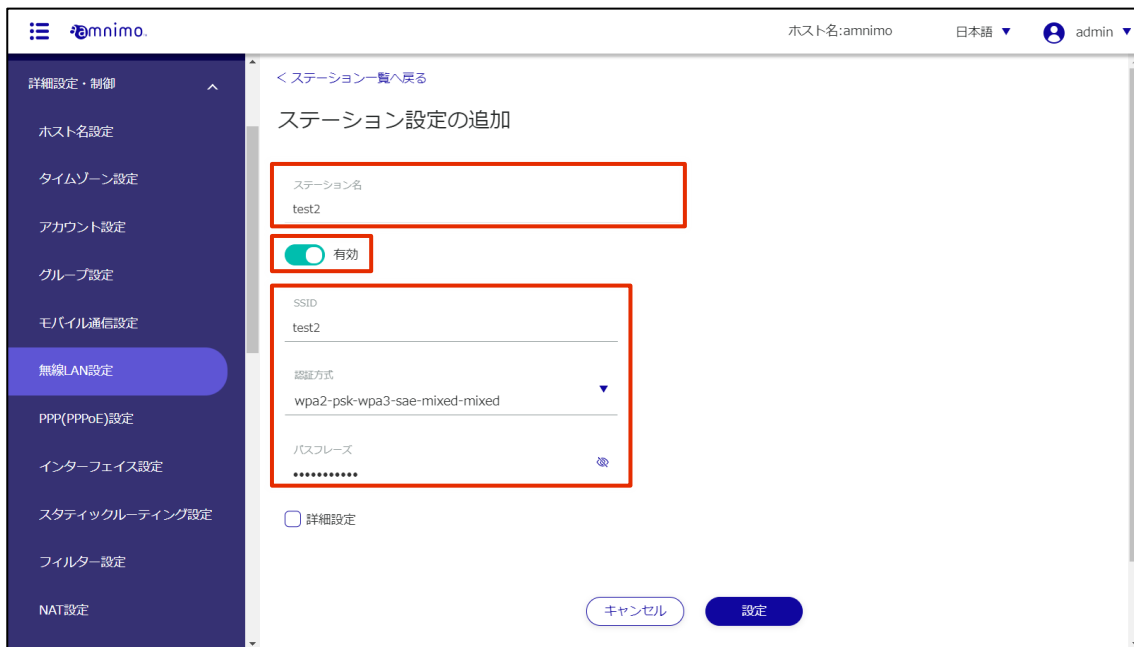 amnimo.
ホスト名:amnimo
日本語 ▼
admin ▼
詳細設定・制御
ホスト名設定
タイムゾーン設定
アカウント設定
グループ設定
モバイル通信設定
無線LAN設定
PPP(PPPoE)設定
インターフェイス設定
スタティックルーティング設定
フィルター設定
NAT設定
< ステーション一覧へ戻る
ステーション設定の追加
ステーション名
test2
有効
SSID
test2
認証方式
wpa2-psk-wpa3-sae-mixed-mixed
パスフレーズ
•••••••••••
詳細設定
キャンセル
設定